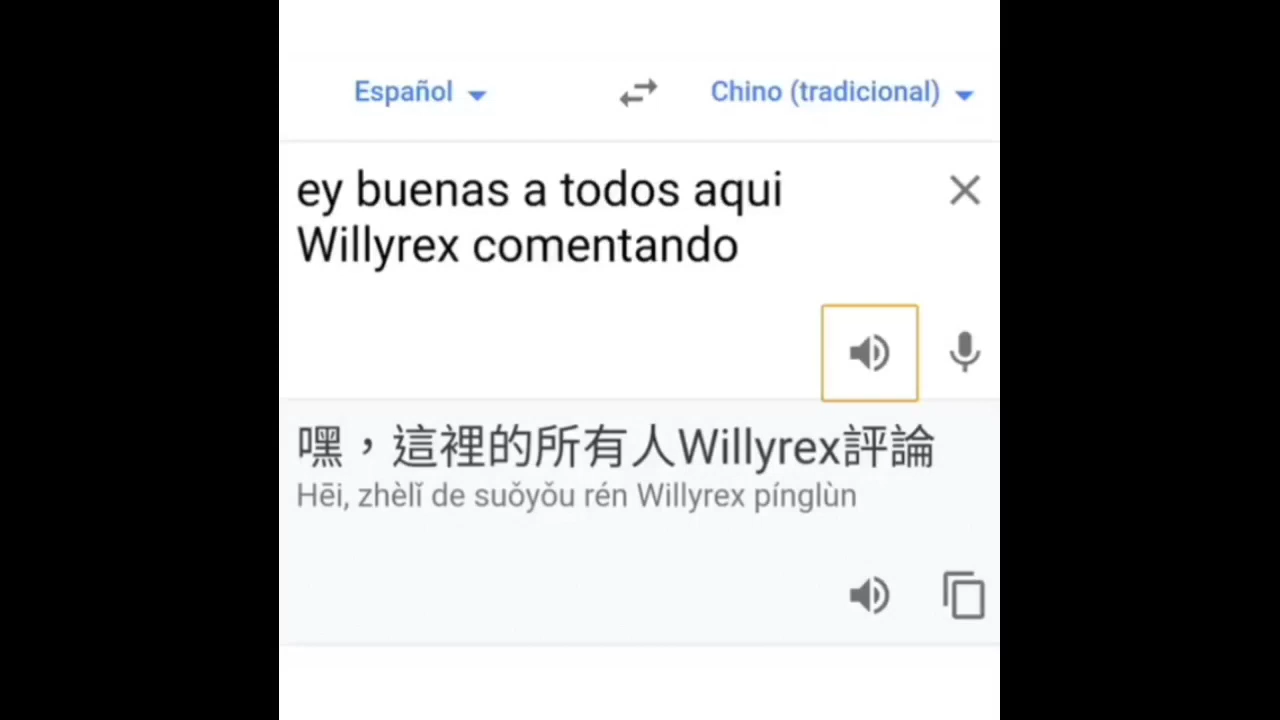 Español Chino (tradicional)
ey buenas a todos aqui
Willyrex comentando
嘿，這裡的所有人Willyrex評論
Hēi, zhèlǐ de suǒyǒu rén Willyrex pínglùn